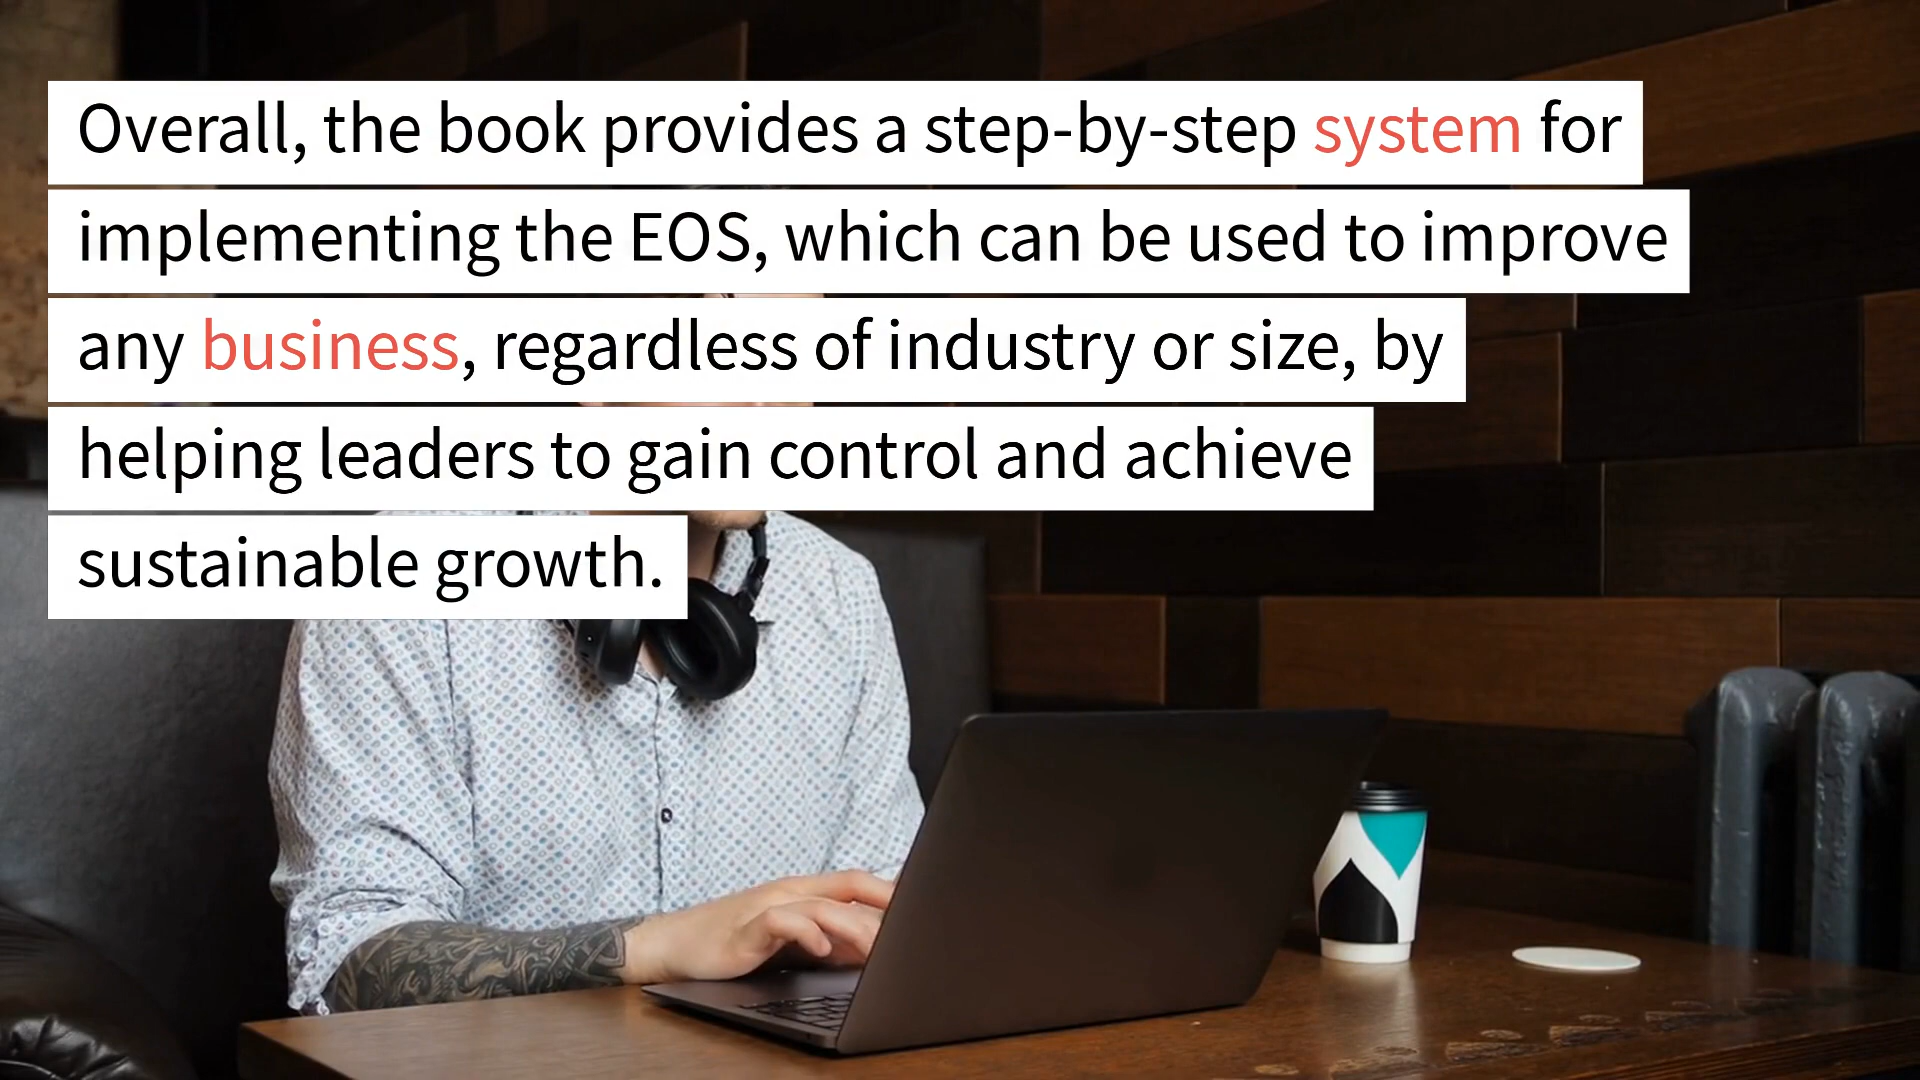 Overall, the book provides a step-by-step system for
implementing the EOS, which can be used to improve
any business, regardless of industry or size, by
helping leaders to gain control and achieve
sustainable growth.